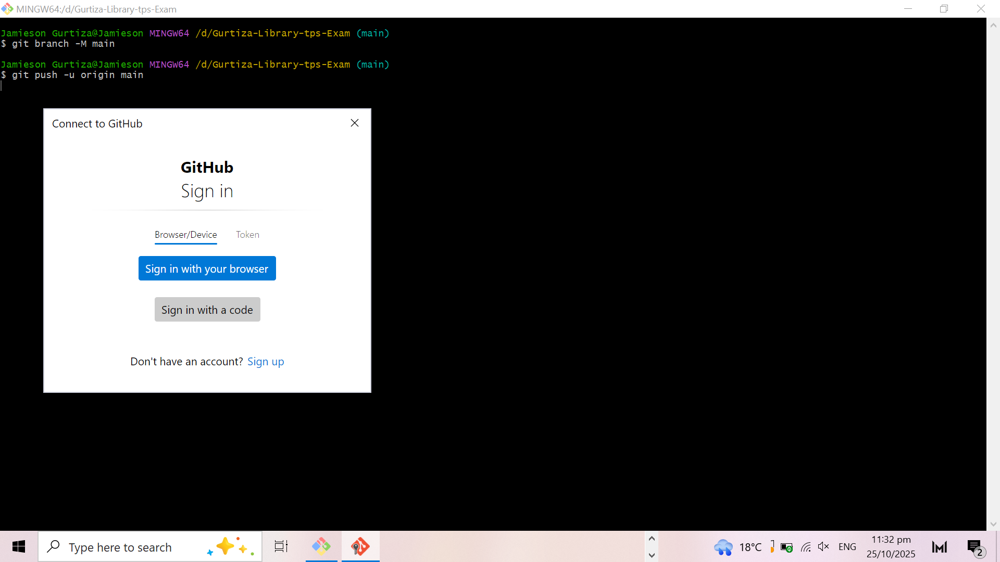 MINGW64:/d/Gurtiza-Library-tps-Exam
Jamieson Gurtiza@Jamieson MINGW64 /d/Gurtiza-Library-tps-Exam (main)
$ git branch -M main
Jamieson Gurtiza@Jamieson MINGW64 /d/Gurtiza-Library-tps-Exam (main)
$ git push -u origin main
Connect to GitHub
GitHub
Sign in
Browser/Device Token
Sign in with your browser
Sign in with a code
Don't have an account? Sign up
Type here to search
18°C
ENG
11:32 pm
25/10/2025
2